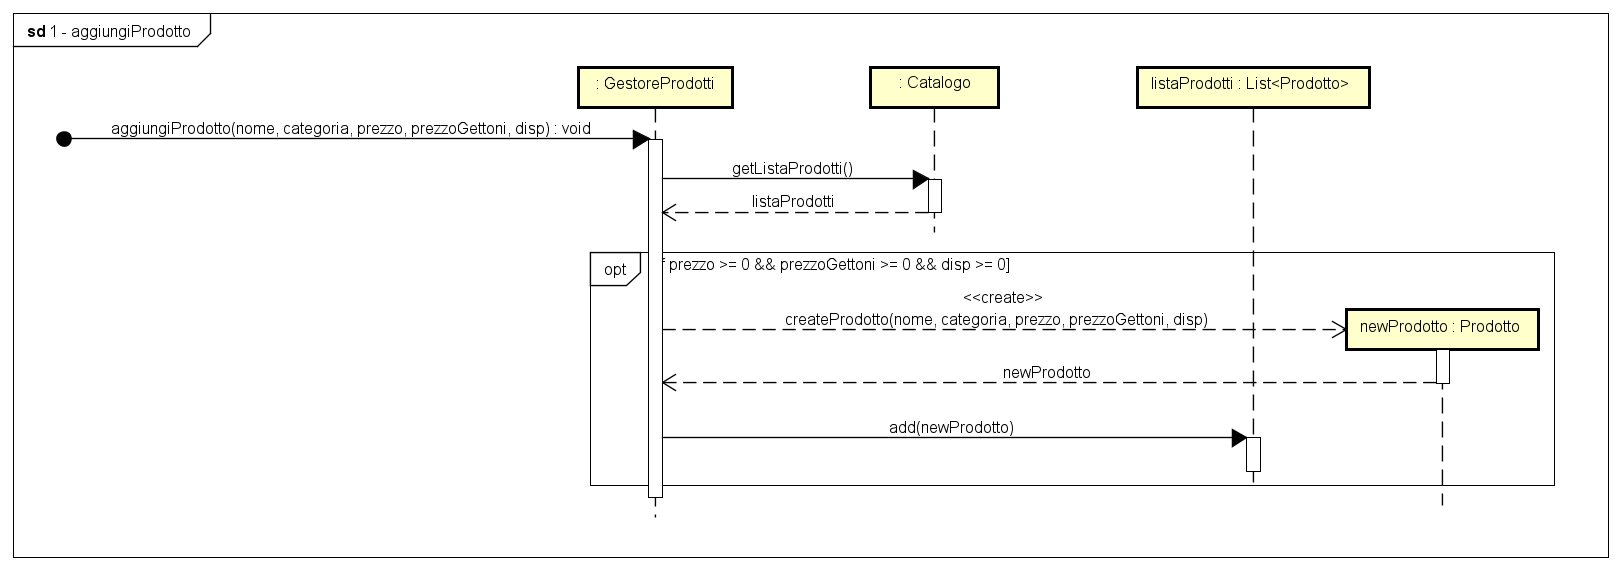 sd 1 - aggiungiProdotto
: GestoreProdotti
: Catalogo
listaProdotti : List<Prodotto>
aggiungiProdotto(nome, categoria, prezzo, prezzoGettoni, disp) : void
getListaProdotti()
listaProdotti
opt
f prezzo >= 0 && prezzoGettoni >= 0 && disp >= 0]
<<create>>
createProdotto(nome, categoria, prezzo, prezzoGettoni, disp)
newProdotto : Prodotto
newProdotto
add(newProdotto)